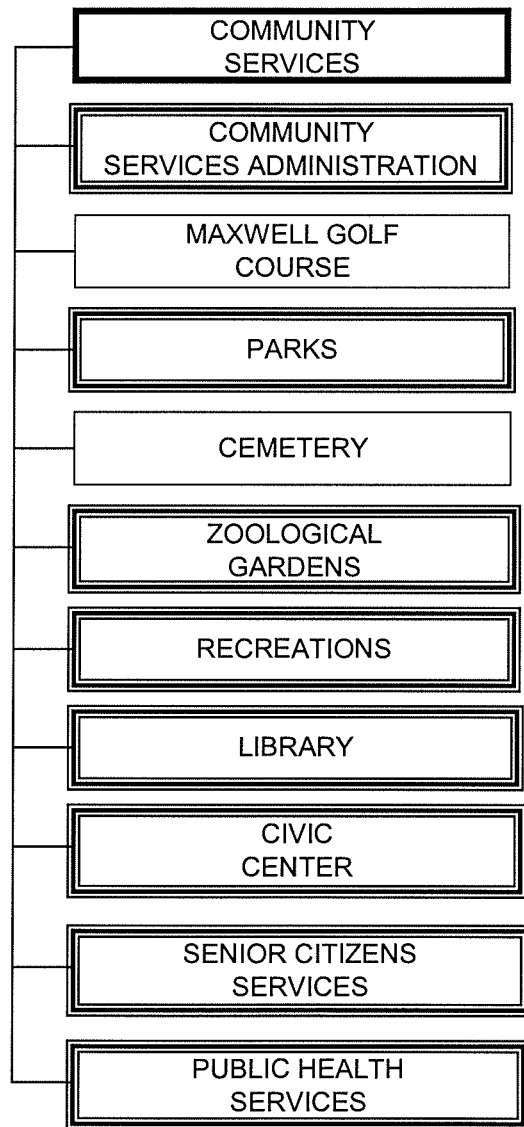 COMMUNITY
SERVICES
COMMUNITY
SERVICES ADMINISTRATION
MAXWELL GOLF
COURSE
PARKS
CEMETERY
ZOOLOGICAL
GARDENS
RECREATIONS
LIBRARY
CIVIC
CENTER
SENIOR CITIZENS
SERVICES
PUBLIC HEALTH
SERVICES